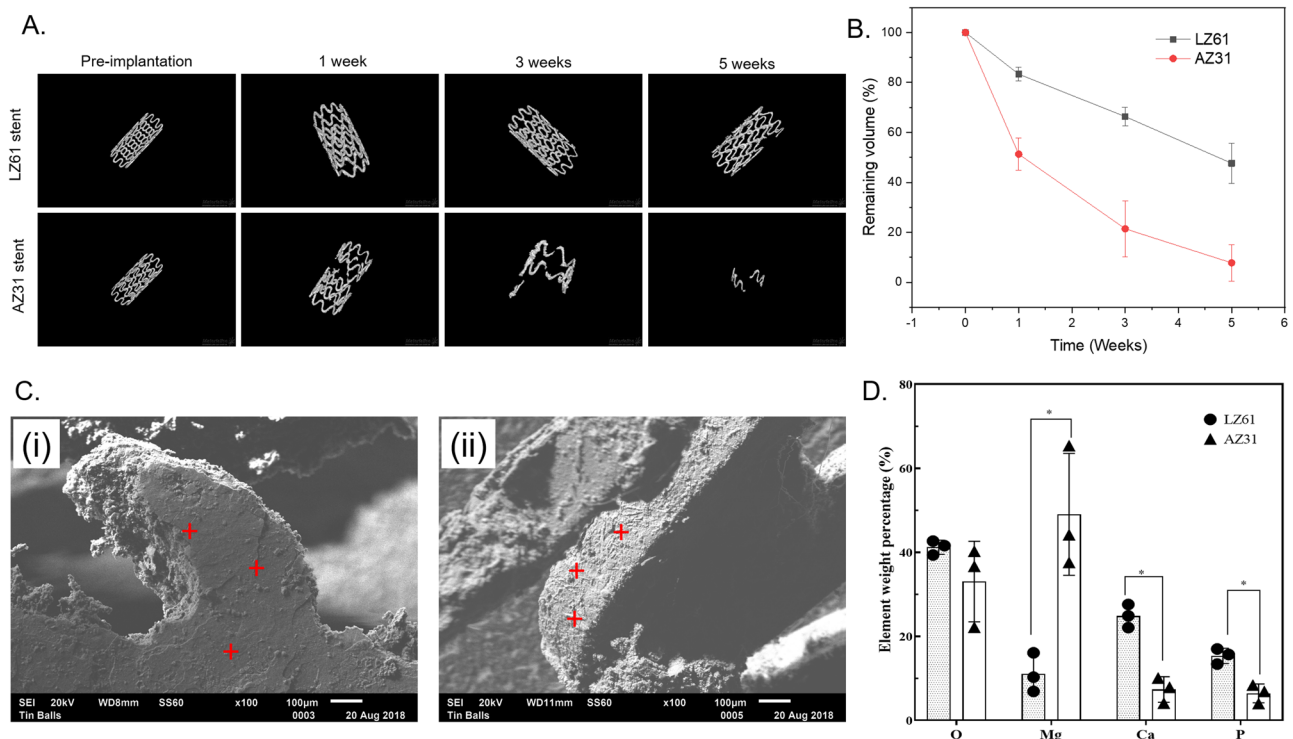 A.
Pre-implantation 1 week 3 weeks 5 weeks
LZ61 stent
AZ31 stent
B.
LZ61
AZ31
Remaining volume (%)
100
80
60
40
20
0
-1 0 1 2 3 4 5 6
Time (Weeks)
C.
(i)
SEI 20kV WD8mm SS60 x100 100μm
Tin Balls 0003 20 Aug 2018
(ii)
SEI 20kV WD11mm SS60 x100 100μm
Tin Balls 0005 20 Aug 2018
D.
Element weight percentage (%)
80
60
40
20
0
LZ61
AZ31
*
*
*
O Mg Ca P